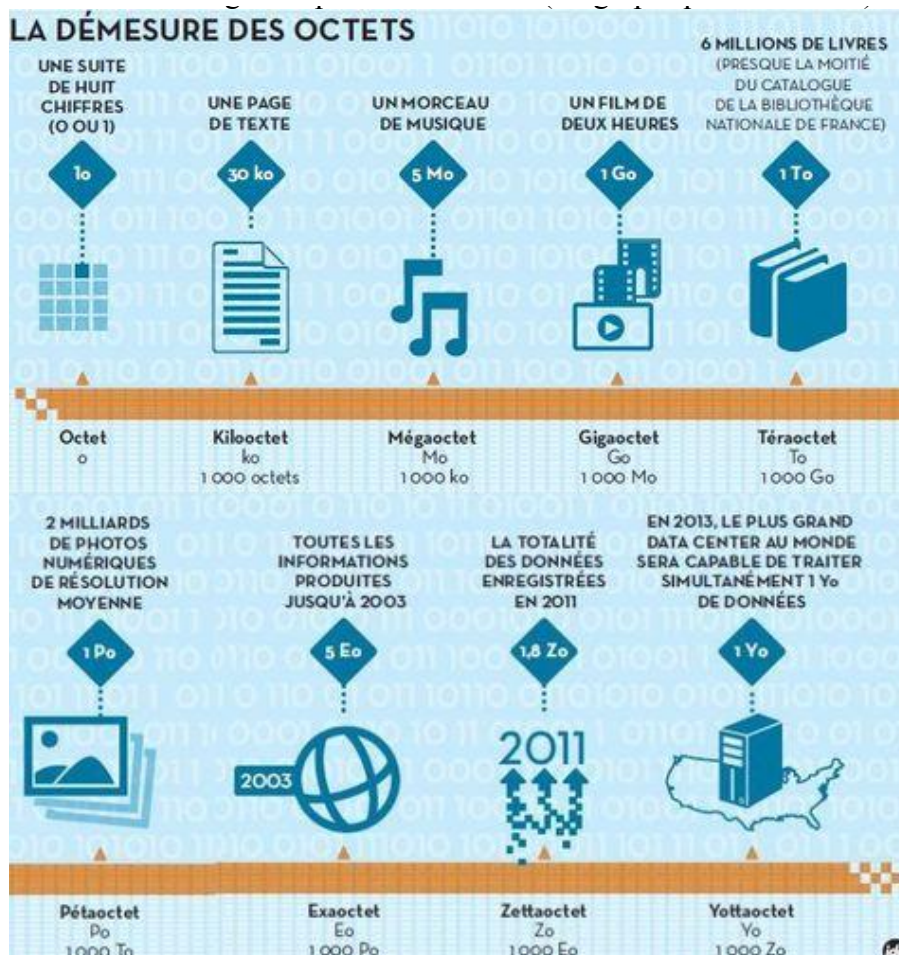 LA DÉMESURE DES OCTETS
UNE SUITE
DE HUIT
CHIFFRES
(0 OU 1)
UNE PAGE
DE TEXTE
UN MORCEAU
DE MUSIQUE
UN FILM DE
DEUX HEURES
6 MILLIONS DE LIVRES
(PRESQUE LA MOITIÉ
DU CATALOGUE
DE LA BIBLIOTHÈQUE
NATIONALE DE FRANCE)
1o
30 ko
5 Mo
1 Go
1 To
Octet
o
Kilooctet
ko
1 000 octets
Mégaoctet
Mo
1 000 ko
Gigaoctet
Go
1 000 Mo
Téraoctet
To
1 000 Go
2 MILLIARDS
DE PHOTOS
NUMÉRIQUES
DE RÉSOLUTION
MOYENNE
TOUTES LES
INFORMATIONS
PRODUITES
JUSQU'À 2003
LA TOTALITÉ
DES DONNÉES
ENREGISTRÉES
EN 2011
EN 2013, LE PLUS GRAND
DATA CENTER AU MONDE
SERA CAPABLE DE TRAITER
SIMULTANÉMENT 1 Yo
DE DONNÉES
1 Po
5 Eo
1,8 Zo
1 Yo
2003
2011
Pétaoctet
Po
1 000 To
Exaoctet
Eo
1 000 Po
Zettaoctet
Zo
1 000 Eo
Yottaoctet
Yo
1 000 Zo